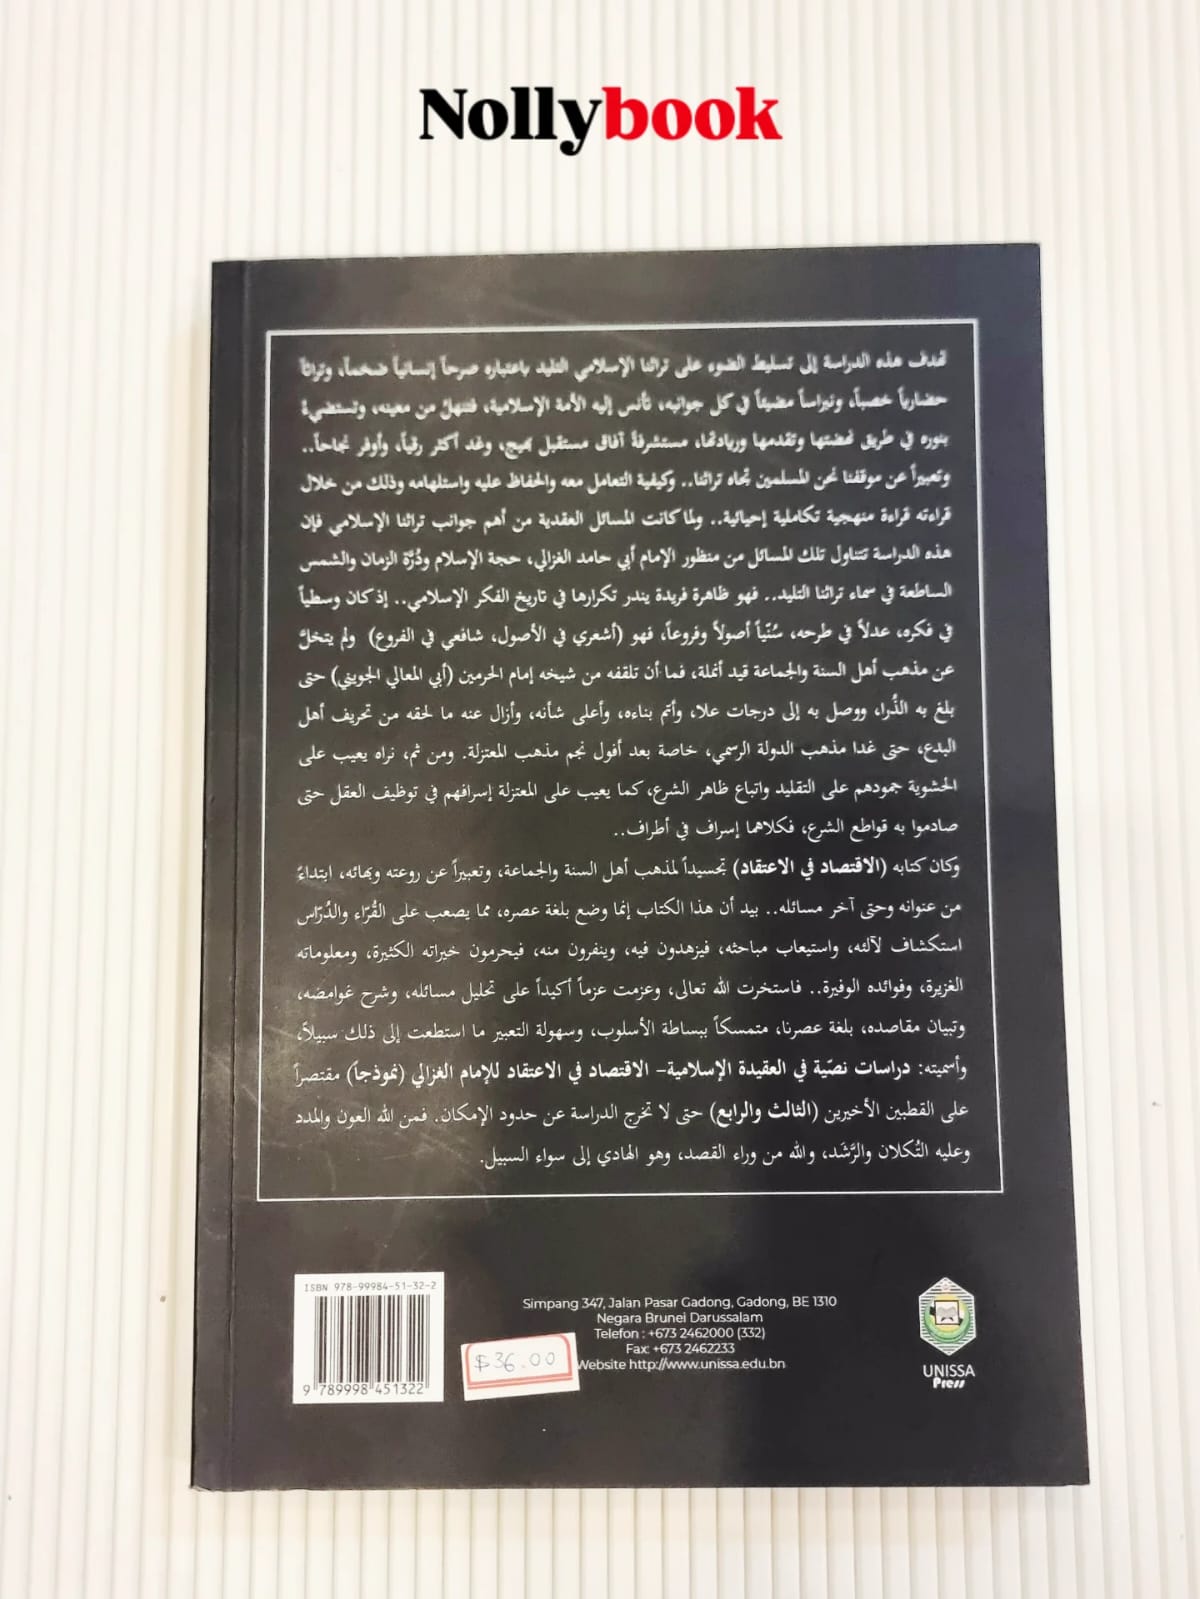 Nollybook
تهدف هذه الدراسة إلى تسليط الضوء على تراثنا الإسلامي التليد باعتباره صرحاً إنسانياً ضخماً، وتراثاً
حضارياً خصباً، ونبراساً مضيئاً في كل جوانبه، تأنس إليه الأمة الإسلامية، فتنهلُ من معينه، وتستضيءُ
بنوره في طريق نهضتها وتقدمها وريادتها، مستشرفةً آفاق مستقبل بهيج، وغد أكثر رقياً، وأوفر نجاحاً..
وتعبيراً عن موقفنا نحن المسلمين تجاه تراثنا.. وكيفية التعامل معه والحفاظ عليه واستلهامه وذلك من خلال
قراءته قراءة منهجية تكاملية إحيائية.. ولما كانت المسائل العقدية من أهم جوانب تراثنا الإسلامي فإن
هذه الدراسة تتناول تلك المسائل من منظور الإمام أبي حامد الغزالي، حجة الإسلام ودُرَّة الزمان والشمس
الساطعة في سماء تراثنا التليد.. فهو ظاهرة فريدة يندر تكرارها في تاريخ الفكر الإسلامي.. إذ كان وسطياً
في فكره، عدلاً في طرحه، سُنّياً أصولاً وفروعاً، فهو (أشعري في الأصول، شافعي في الفروع) ولم يتخلَّ
عن مذهب أهل السنة والجماعة قيد أنملة، فما أن تلقفه من شيخه إمام الحرمين (أبي المعالي الجويني) حتى
بلغ به الذُرا، ووصل به إلى درجات علا، وأتم بناءه، وأعلى شأنه، وأزال عنه ما لحقه من تحريف أهل
البدع، حتى غدا مذهب الدولة الرسمي، خاصة بعد أفول نجم مذهب المعتزلة. ومن ثم، نراه يعيب على
الحشوية جمودهم على التقليد واتباع ظاهر الشرع، كما يعيب على المعتزلة إسرافهم في توظيف العقل حتى
صادموا به قواطع الشرع، فكلاهما إسراف في أطراف..
وكان كتابه (الاقتصاد في الاعتقاد) تجسيداً لمذهب أهل السنة والجماعة، وتعبيراً عن روعته وبهائه، ابتداءً
من عنوانه وحتى آخر مسائله.. بيد أن هذا الكتاب إنما وضع بلغة عصره، مما يصعب على القُرّاء والدُرّاس
استكشاف لآلئه، واستيعاب مباحثه، فيزهدون فيه، وينفرون منه، فيحرمون خيراته الكثيرة، ومعلوماته
الغزيرة، وفوائده الوفيرة.. فاستخرت الله تعالى، وعزمت عزماً أكيداً على تحليل مسائله، وشرح غوامضه،
وتبيان مقاصده، بلغة عصرنا، متمسكاً ببساطة الأسلوب، وسهولة التعبير ما استطعت إلى ذلك سبيلاً،
وأسميته: دراسات نصّية في العقيدة الإسلامية- الاقتصاد في الاعتقاد للإمام الغزالي (نموذجاً) مقتصراً
على القطبين الأخيرين (الثالث والرابع) حتى لا تخرج الدراسة عن حدود الإمكان. فمن الله العون والمدد
وعليه التُكلان والرَّشَد، والله من وراء القصد، وهو الهادي إلى سواء السبيل.
ISBN 978-99984-51-32-2
9 789998 451322
$36.00
Simpang 347, Jalan Pasar Gadong, Gadong, BE 1310
Negara Brunei Darussalam
Telefon : +673 2462000 (332)
Fax: +673 2462233
Website http://www.unissa.edu.bn
UNISSA
Press